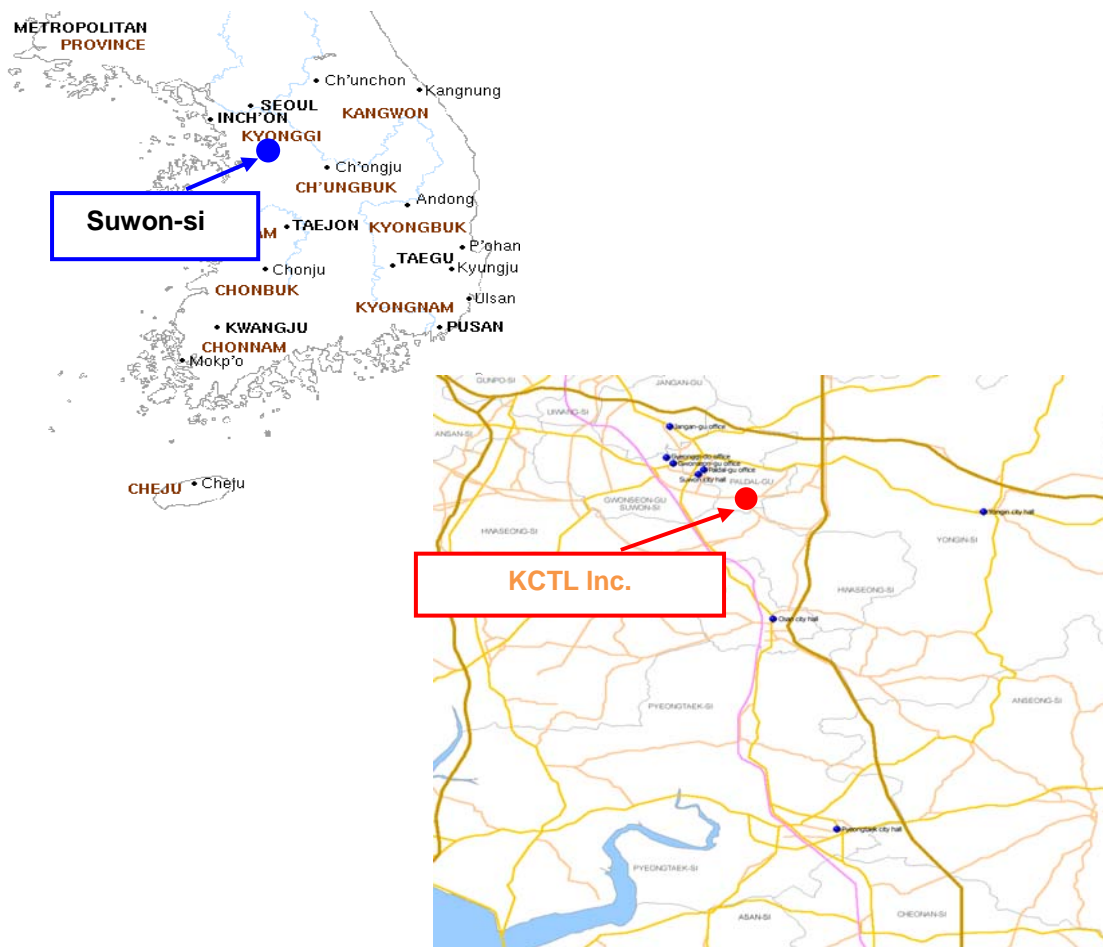 METROPOLITAN
PROVINCE
Ch'unchon
Kangnung
SEOUL
INCH'ON
KANGWON
KYONGGI
Ch'ongju
CH'UNGBUK
Suwon-si
Andong
AM
TAEJON
KYONGBUK
P'ohan
TAEGU
Kyungju
Chonju
CHONBUK
Ulsan
KYONGNAM
KWANGJU
PUSAN
CHONNAM
Mokp'o
CHEJU
Cheju
GUNPO-SI
JANGAN-GU
UIWANG-SI
ANSAN-SI
Jangan-gu office
Paldal-gu office
Suwon city hall
PALDAL-GU
GWONSEON-GU
SUWON-SI
HWASEONG-SI
Yongin city hall
YONGIN-SI
KCTL Inc.
HWASEONG-SI
Osan city hall
PYEONGTAEK-SI
ANSEONG-SI
Pyeongtaek city hall
PYEONGTAEK-SI
ASAN-SI
CHEONAN-SI